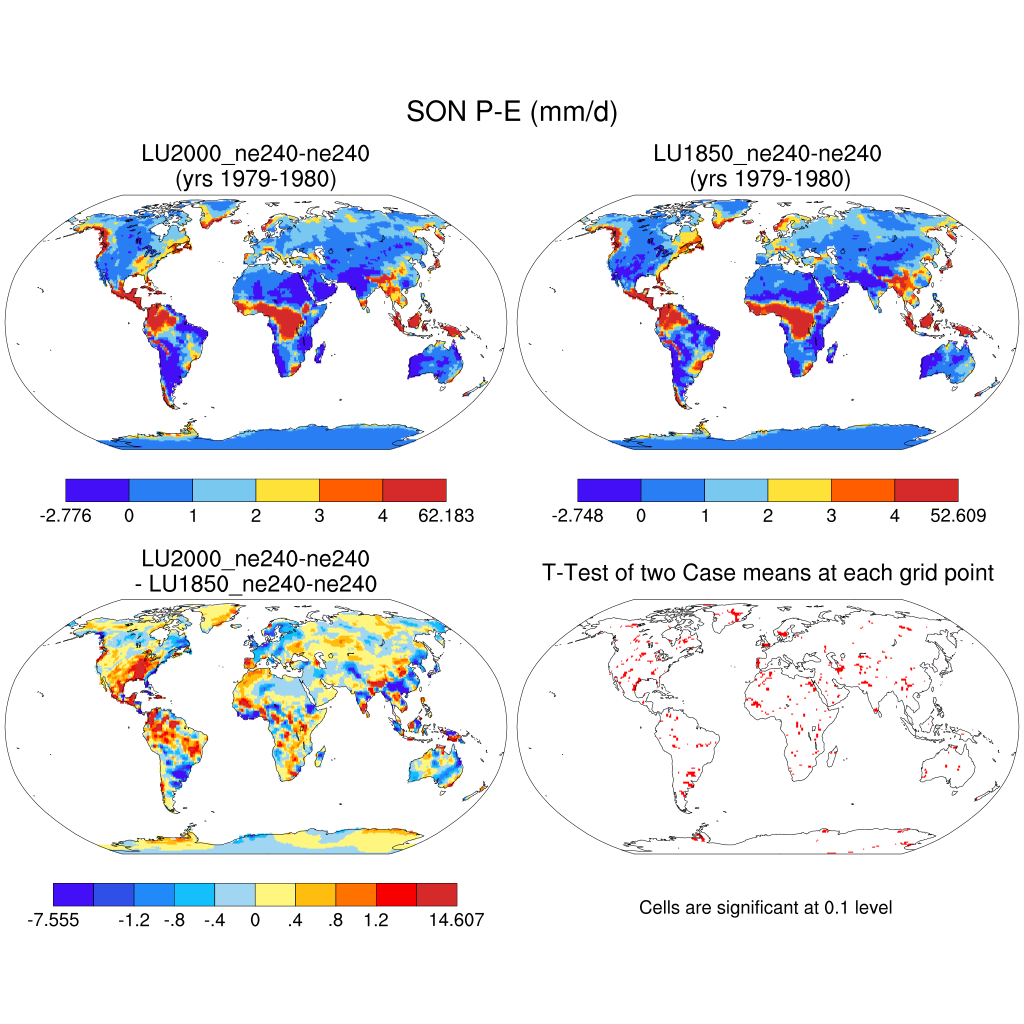 SON P-E (mm/d)
LU2000_ne240-ne240
(yrs 1979-1980)
LU1850_ne240-ne240
(yrs 1979-1980)
-2.776 0 1 2 3 4 62.183
-2.748 0 1 2 3 4 52.609
LU2000_ne240-ne240
- LU1850_ne240-ne240
T-Test of two Case means at each grid point
-7.555 -1.2 -.8 -.4 0 .4 .8 1.2 14.607
Cells are significant at 0.1 level